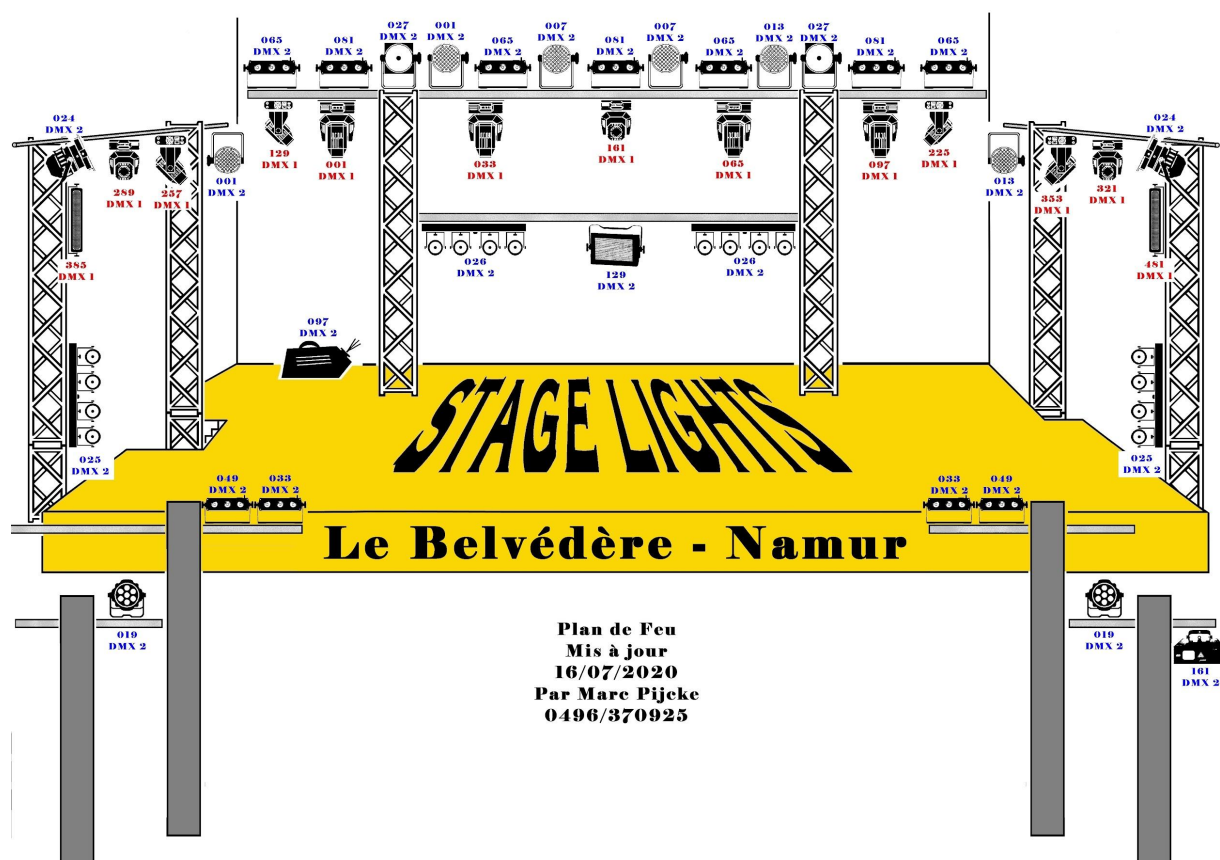 065
DMX 2
081
DMX 2
027
DMX 2
001
DMX 2
065
DMX 2
007
DMX 2
081
DMX 2
007
DMX 2
065
DMX 2
013
DMX 2
027
DMX 2
081
DMX 2
065
DMX 2
024
DMX 2
289
DMX 1
257
DMX 1
001
DMX 2
129
DMX 1
001
DMX 1
033
DMX 1
161
DMX 1
065
DMX 1
097
DMX 1
225
DMX 1
013
DMX 2
353
DMX 1
321
DMX 1
024
DMX 2
385
DMX 1
026
DMX 2
129
DMX 2
026
DMX 2
481
DMX 1
097
DMX 2
STAGE LIGHTS
025
DMX 2
025
DMX 2
049
DMX 2
033
DMX 2
033
DMX 2
049
DMX 2
Le Belvédère - Namur
019
DMX 2
019
DMX 2
161
DMX 2
Plan de Feu
Mis à jour
16/07/2020
Par Marc Pijcke
0496/370925